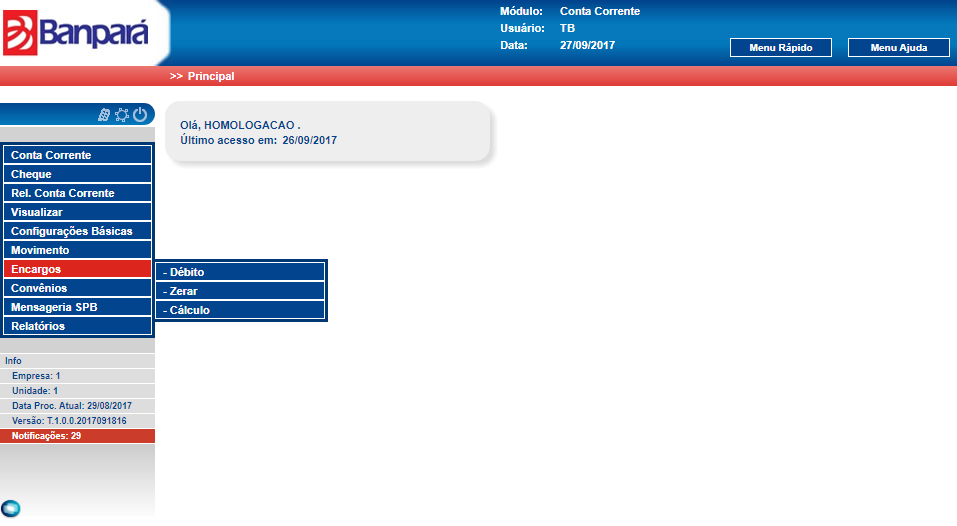 Banpará
Módulo: Conta Corrente
Usuário: TB
Data: 27/09/2017
Menu Rápido
Menu Ajuda
>> Principal
Olá, HOMOLOGACAO .
Último acesso em: 26/09/2017
Conta Corrente
Cheque
Rel. Conta Corrente
Visualizar
Configurações Básicas
Movimento
Encargos
- Débito
- Zerar
- Cálculo
Convênios
Mensageria SPB
Relatórios
Info
Empresa: 1
Unidade: 1
Data Proc. Atual: 29/08/2017
Versão: T.1.0.0.2017091816
Notificações: 29